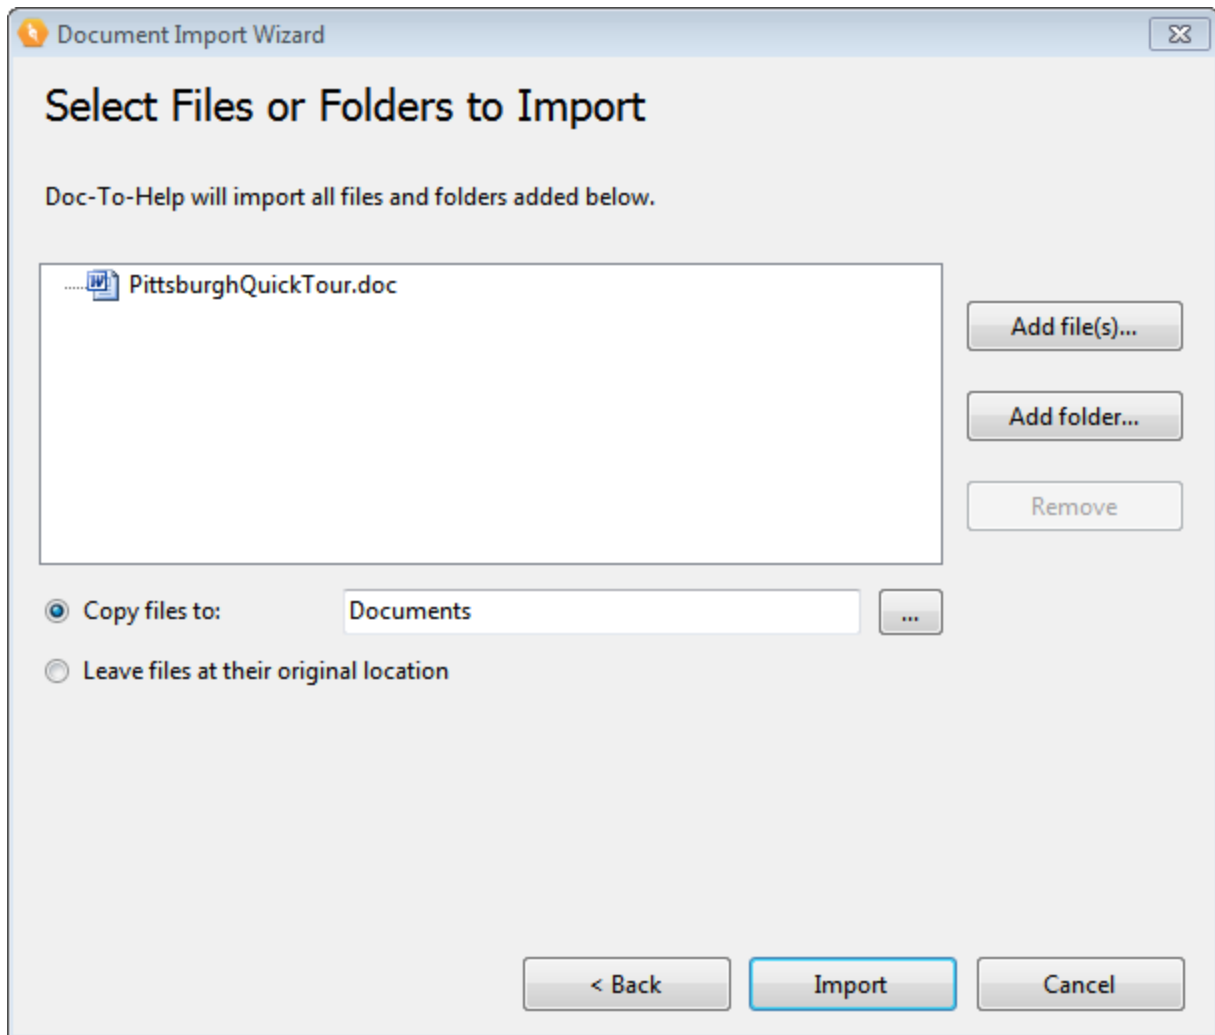 Document Import Wizard
Select Files or Folders to Import
Doc-To-Help will import all files and folders added below.
PittsburghQuickTour.doc
Add file(s)...
Add folder...
Remove
Copy files to:
Documents
...
Leave files at their original location
< Back
Import
Cancel